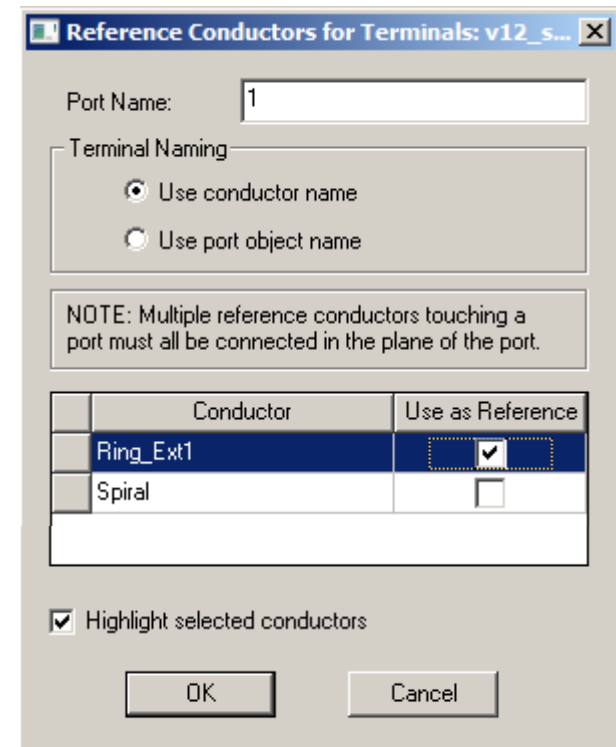 Reference Conductors for Terminals: v12_s...
Port Name: 1
Terminal Naming
Use conductor name
Use port object name
NOTE: Multiple reference conductors touching a
port must all be connected in the plane of the port.
Conductor Use as Reference
Ring_Ext1
Spiral
Highlight selected conductors
OK Cancel